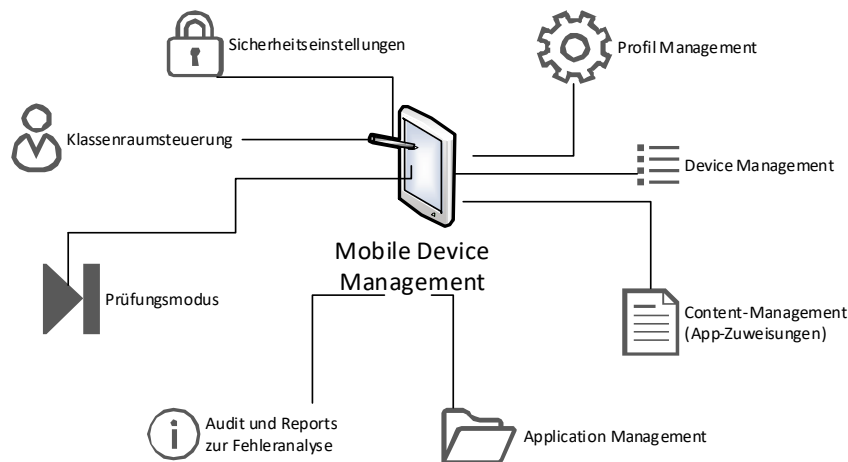 Sicherheitseinstellungen
Profil Management
Klassenraumsteuerung
Device Management
Mobile Device
Management
Prüfungsmodus
Content-Management
(App-Zuweisungen)
Audit und Reports
zur Fehleranalyse
Application Management